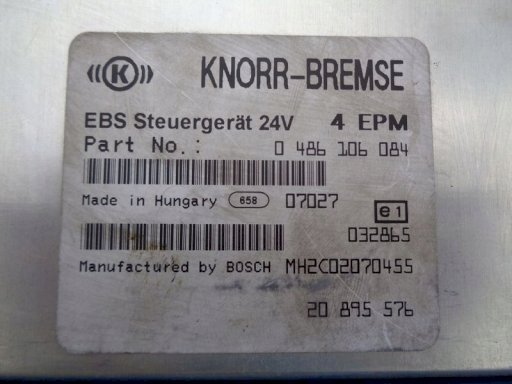 K KNORR-BREMSE
EBS Steuergerät 24V 4 EPM
Part No.: 0 486 106 084
Made in Hungary 658 07027
e1
032865
Manufactured by BOSCH MH2C02070455
20 895 576